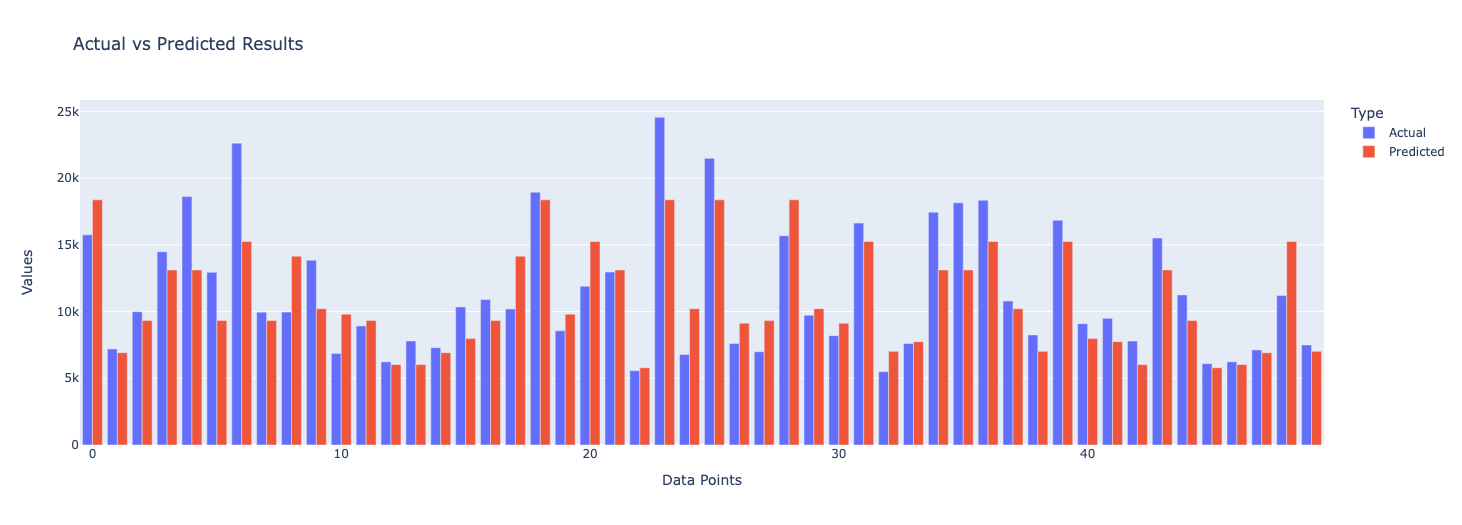 Actual vs Predicted Results
Type
Actual
Predicted
25k
20k
15k
10k
5k
0
Values
0 10 20 30 40
Data Points